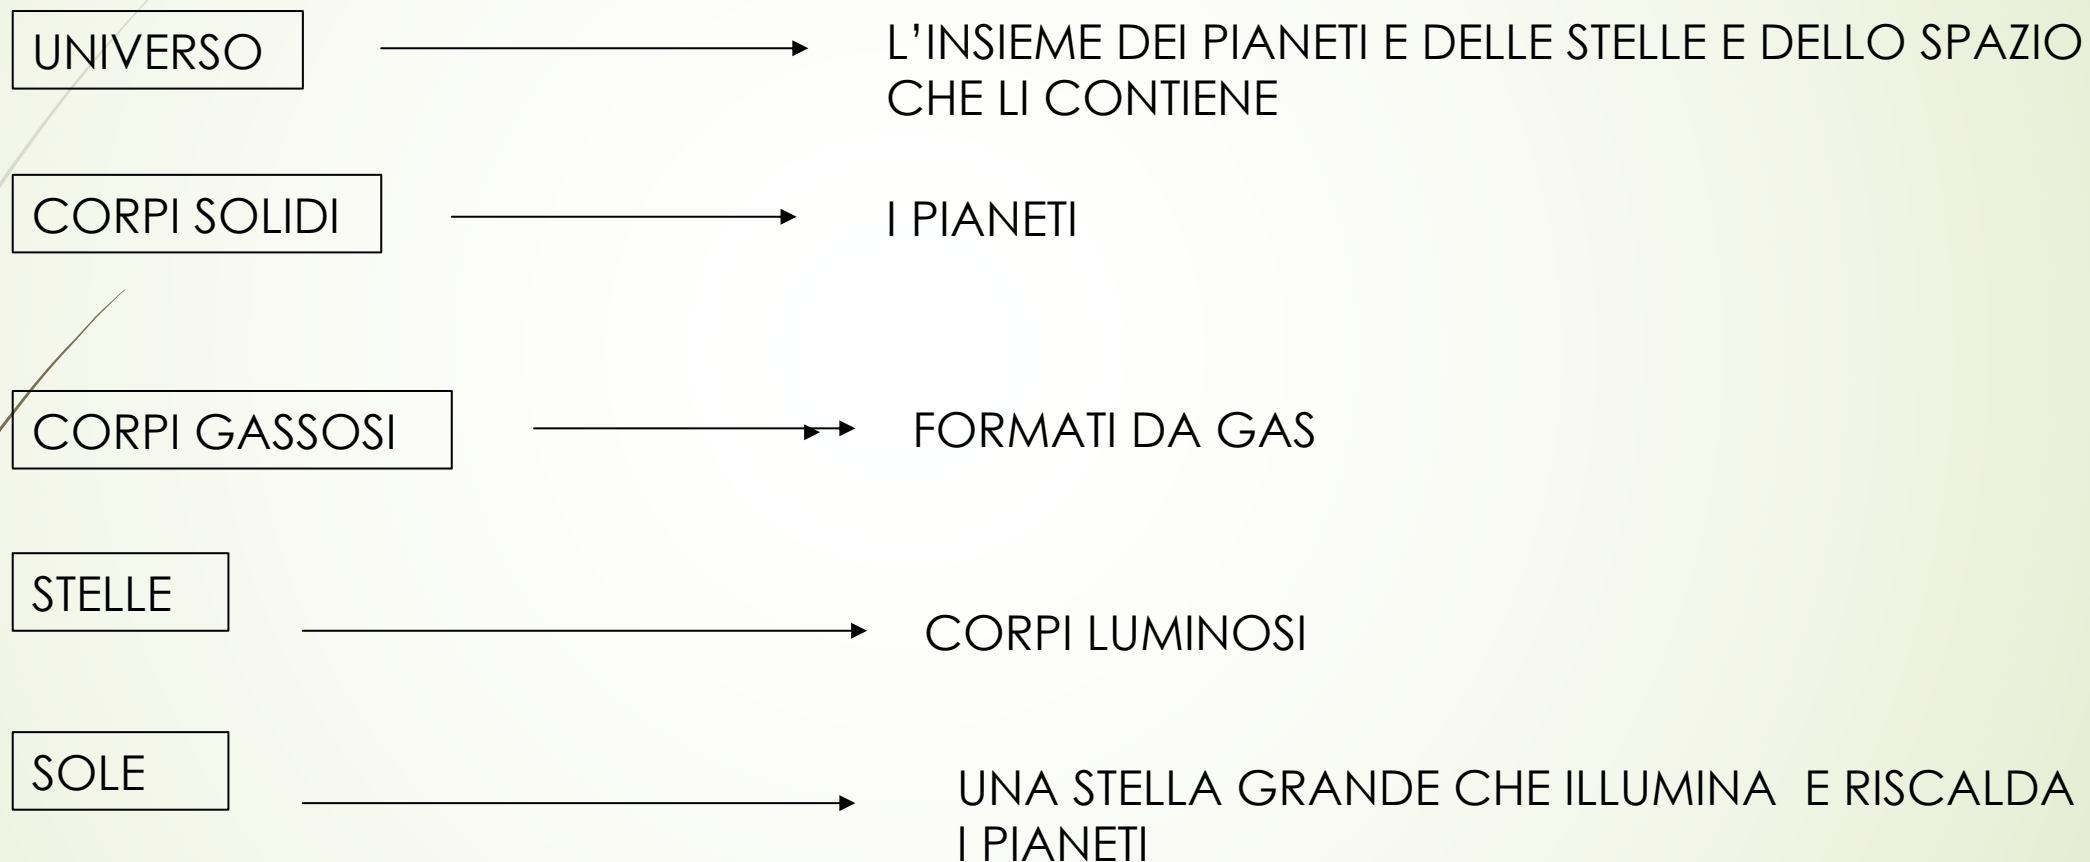 UNIVERSO
L’INSIEME DEI PIANETI E DELLE STELLE E DELLO SPAZIO
CHE LI CONTIENE
CORPI SOLIDI
I PIANETI
CORPI GASSOSI
FORMATI DA GAS
STELLE
CORPI LUMINOSI
SOLE
UNA STELLA GRANDE CHE ILLUMINA  E RISCALDA
I PIANETI